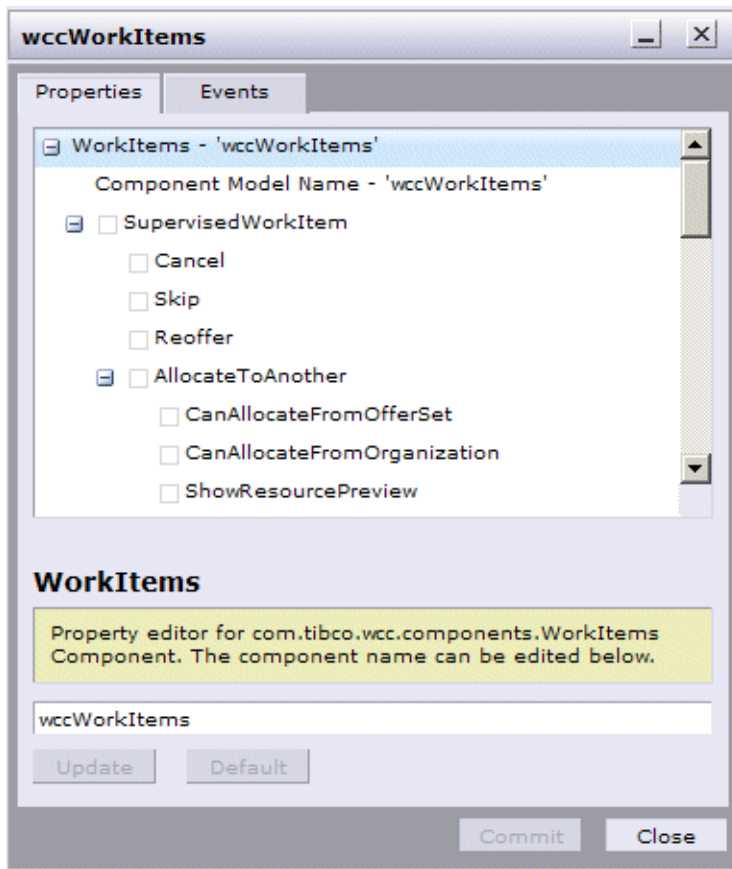 wccWorkItems
Properties Events
WorkItems - 'wccWorkItems'
Component Model Name - 'wccWorkItems'
SupervisedWorkItem
Cancel
Skip
Reoffer
AllocateToAnother
CanAllocateFromOfferSet
CanAllocateFromOrganization
ShowResourcePreview
WorkItems
Property editor for com.tibco.wcc.components.WorkItems
Component. The component name can be edited below.
wccWorkItems
Update Default
Commit Close